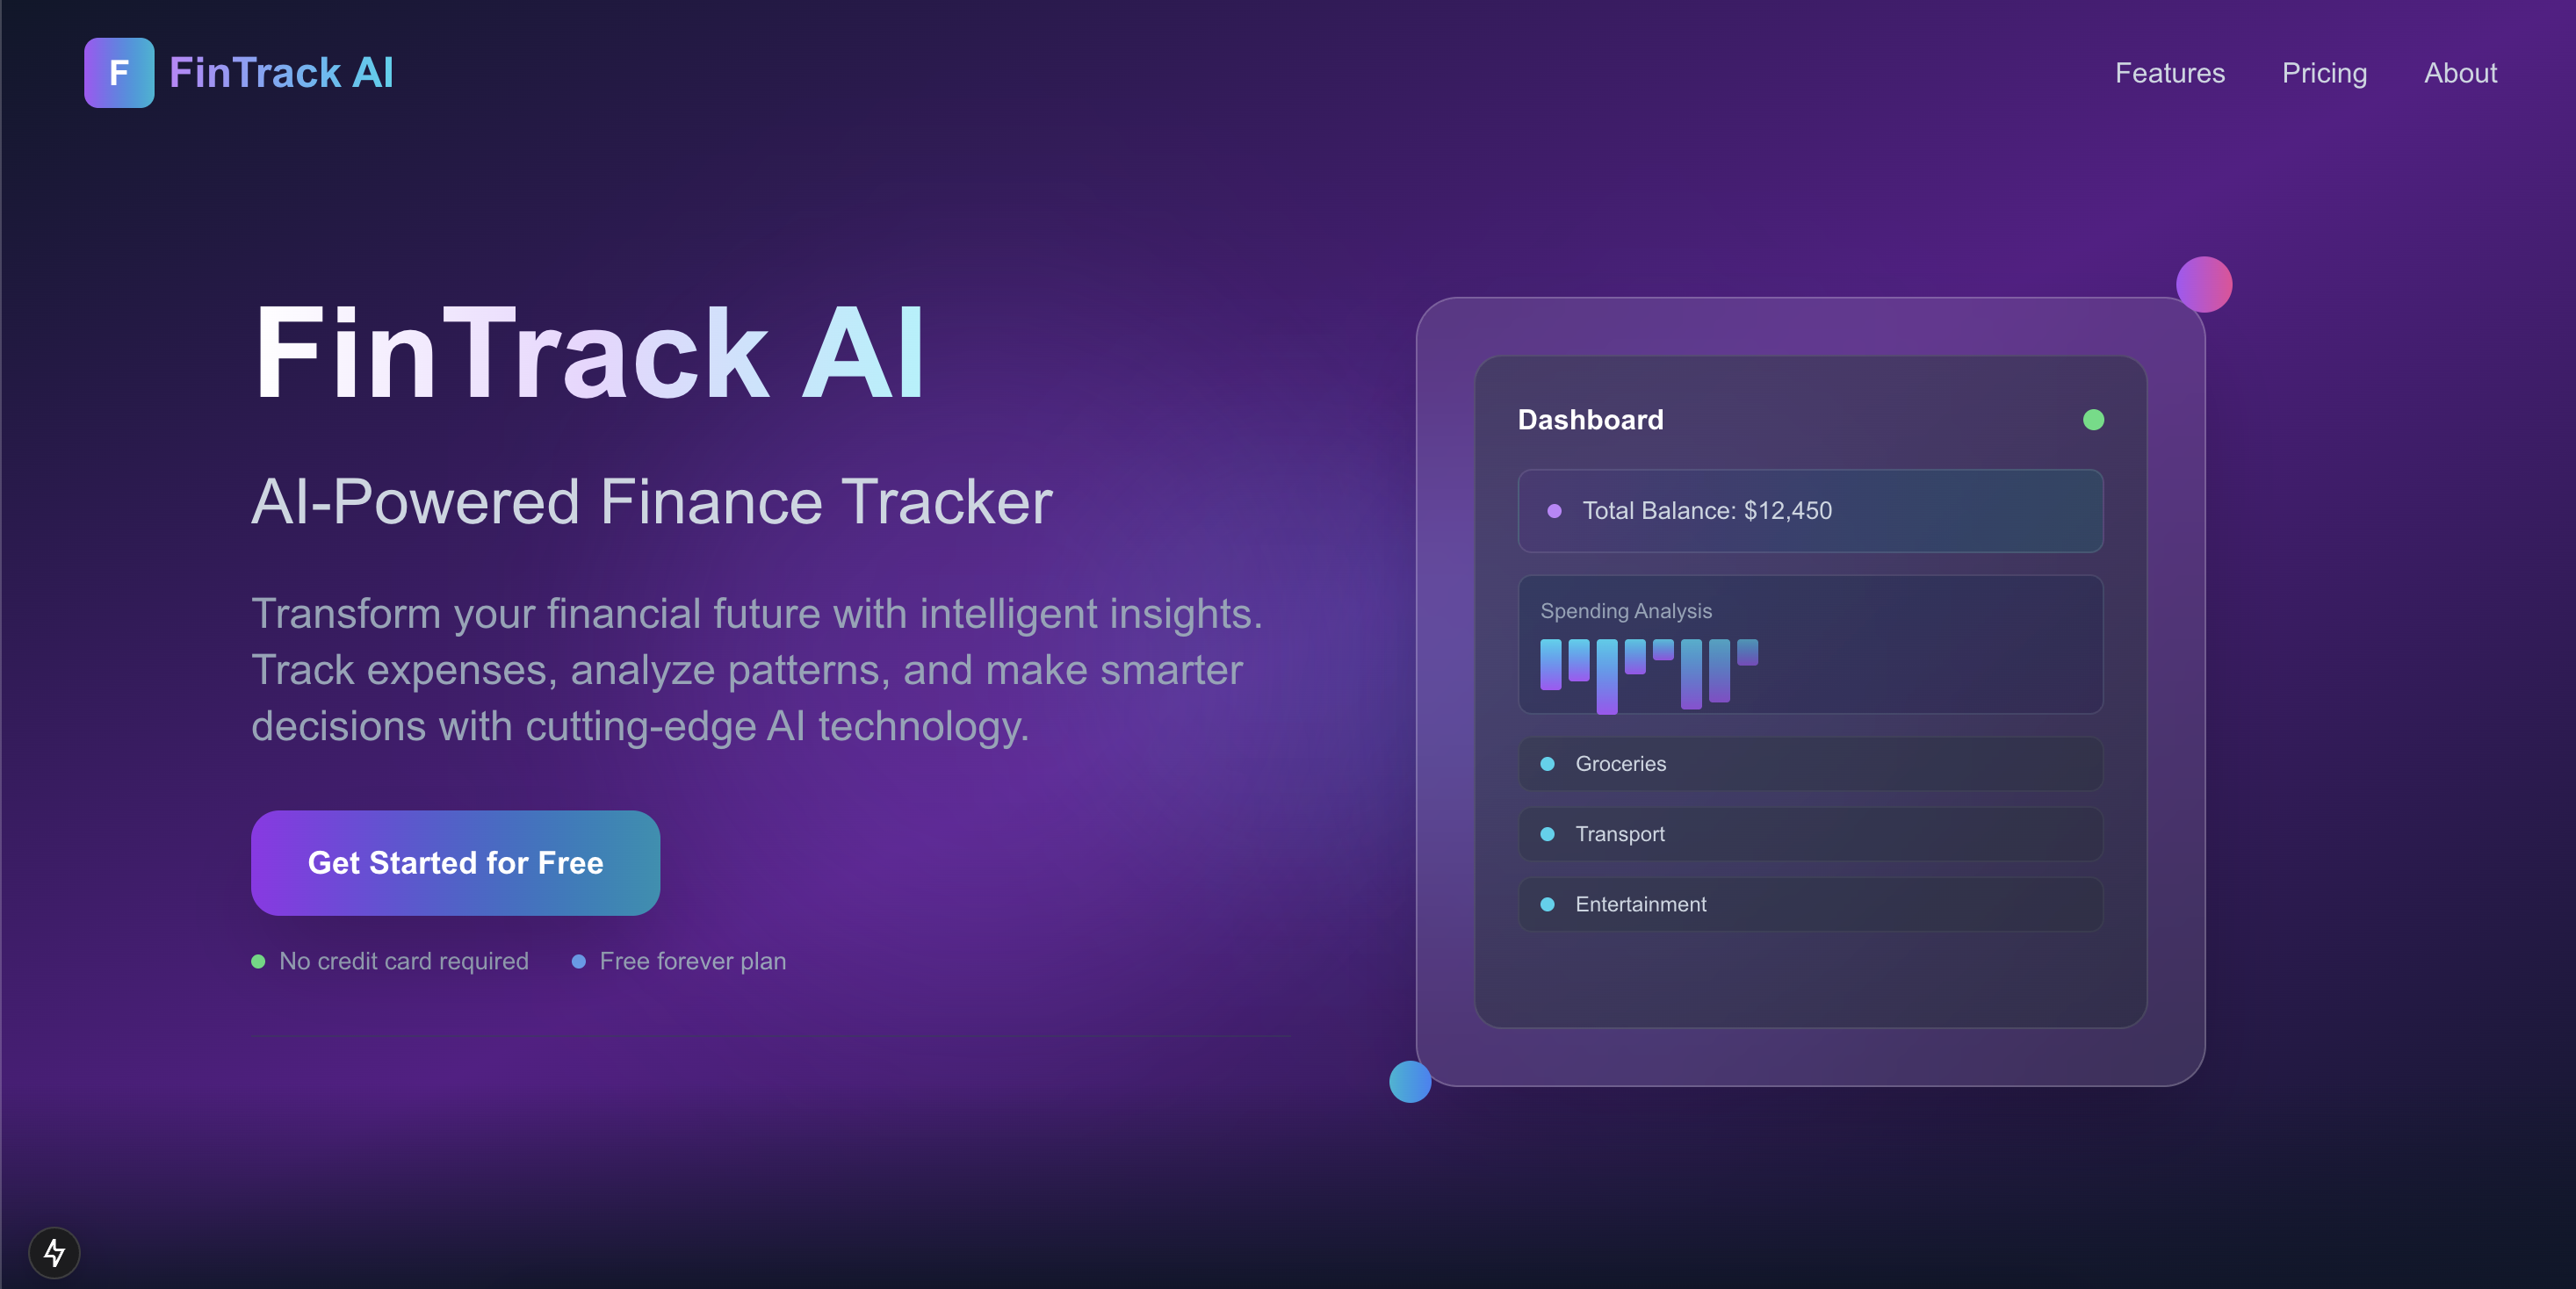 F
FinTrack AI
Features
Pricing
About
FinTrack AI
AI-Powered Finance Tracker
Transform your financial future with intelligent insights.
Track expenses, analyze patterns, and make smarter
decisions with cutting-edge AI technology.
Get Started for Free
No credit card required
Free forever plan
Dashboard
Total Balance: $12,450
Spending Analysis
Groceries
Transport
Entertainment